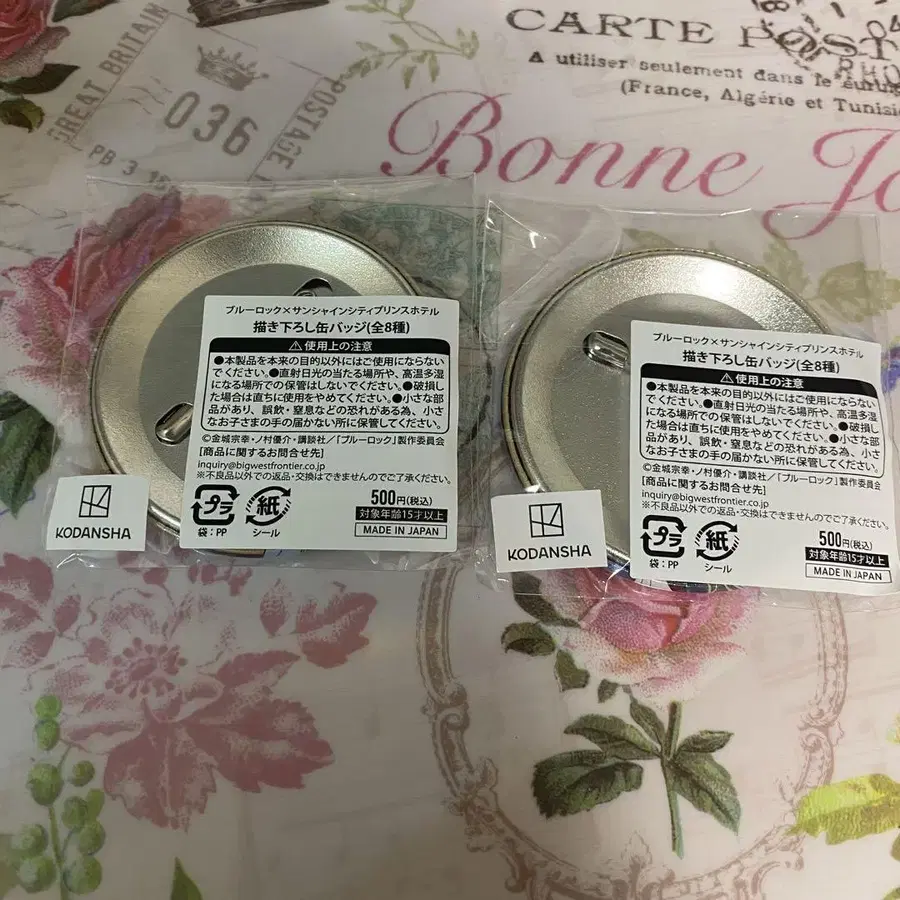 GREAT BRITAIN
036
POSTAGE
PB 3
CARTE POST
A utiliser seulement dans le
(France, Algérie et Tunisie
Bonne Jo
ブルーロック×サンシャインシティプリンスホテル
描き下ろし缶バッジ(全8種)
⚠使用上の注意
●本製品を本来の目的以外にはご使用にならない
でください。●直射日光の当たる場所や、高温多湿
になる場所での保管はしないでください。●破損し
た場合は直ちに使用をやめてください。●小さな部
品があり、誤飲・窒息などの恐れがある為、小さ
なお子さまの手の届かない所に保管してください。
©金城宗幸・ノ村優介・講談社/「ブルーロック」製作委員会
[商品に関するお問合せ先]
inquiry@bigwestfrontier.co.jp
※不良品以外での返品・交換はできませんのでご了承ください。
プラ
袋:PP
紙
シール
500円(税込)
対象年齢15才以上
MADE IN JAPAN
KODANSHA
ブルーロック×サンシャインシティプリンスホテル
描き下ろし缶バッジ(全8種)
⚠使用上の注意
●本製品を本来の目的以外にはご使用にならない
でください。●直射日光の当たる場所や、高温多湿
になる場所での保管はしないでください。●破損し
た場合は直ちに使用をやめてください。●小さな部
品があり、誤飲・窒息などの恐れがある為、小さ
なお子さまの手の届かない所に保管してください。
©金城宗幸・ノ村優介・講談社/「ブルーロック」製作委員会
[商品に関するお問合せ先]
inquiry@bigwestfrontier.co.jp
※不良品以外での返品・交換はできませんのでご了承ください。
プラ
袋:PP
紙
シール
500円(税込)
対象年齢15才以上
MADE IN JAPAN
KODANSHA